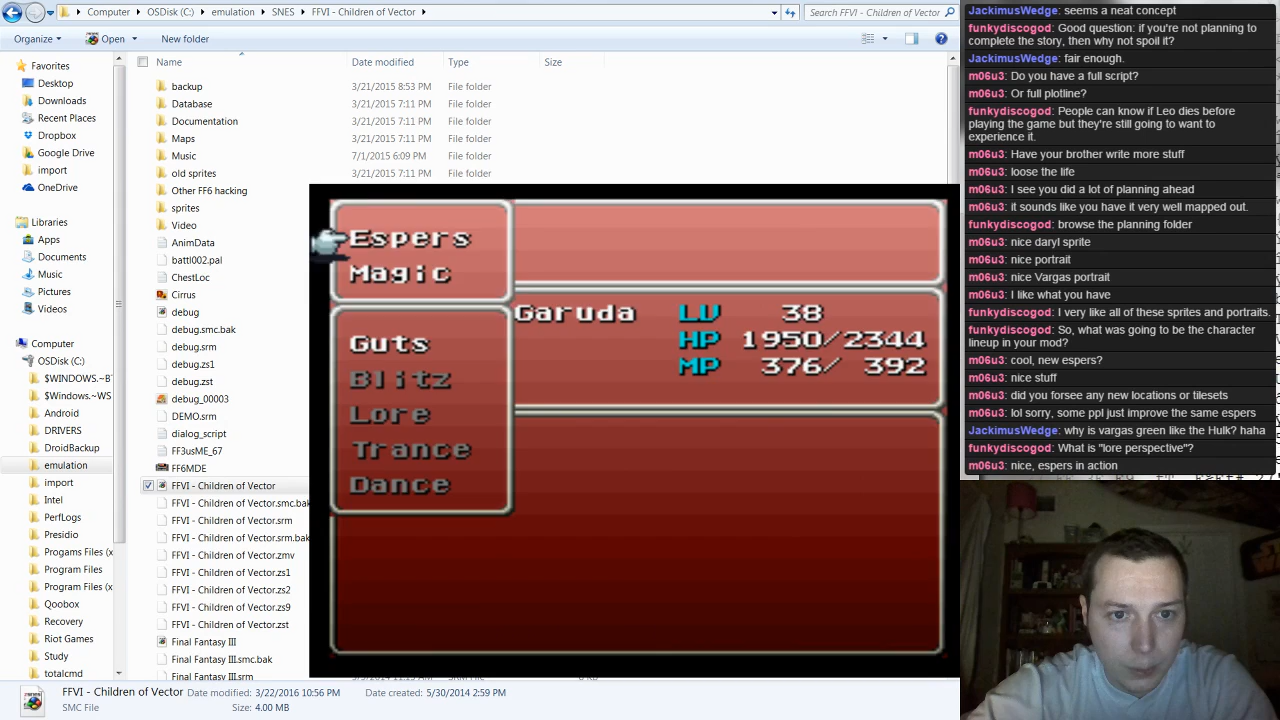 Computer ▸ OSDisk (C:) ▸ emulation ▸ SNES ▸ FFVI - Children of Vector ▸
Search FFVI - Children of Vector
Organize
Open
New folder
Name
Date modified
Type
Size
Favorites
Desktop
Downloads
Recent Places
Dropbox
Google Drive
import
OneDrive
Libraries
Apps
Documents
Music
Pictures
Videos
Computer
OSDisk (C:)
$WINDOWS.~B
$Windows.~WS
Android
DRIVERS
DroidBackup
emulation
import
Intel
PerfLogs
Presidio
Progams Files (x
Program Files
Program Files (x
Qoobox
Recovery
Riot Games
Study
totalcmd
backup 3/21/2015 8:53 PM File folder
Database 3/21/2015 7:11 PM File folder
Documentation 3/21/2015 7:11 PM File folder
Maps 3/21/2015 7:11 PM File folder
Music 7/1/2015 6:09 PM File folder
old sprites 3/21/2015 7:11 PM File folder
Other FF6 hacking
sprites
Video
AnimData
battl002.pal
ChestLoc
Cirrus
debug
debug.smc.bak
debug.srm
debug.zs1
debug.zst
debug_00003
DEMO.srm
dialog_script
FF3usME_67
FF6MDE
FFVI - Children of Vector
FFVI - Children of Vector.smc.bak
FFVI - Children of Vector.srm
FFVI - Children of Vector.srm.bak
FFVI - Children of Vector.zmv
FFVI - Children of Vector.zs1
FFVI - Children of Vector.zs2
FFVI - Children of Vector.zs9
FFVI - Children of Vector.zst
Final Fantasy III
Final Fantasy III.smc.bak
Final Fantasy III.srm
Espers
Magic
Guts
Blitz
Lore
Trance
Dance
Garuda LV 38
HP 1950/2344
MP 376/ 392
FFVI - Children of Vector Date modified: 3/22/2016 10:56 PM Date created: 5/30/2014 2:59 PM
SMC File Size: 4.00 MB
JackimusWedge: seems a neat concept
funkydiscogod: Good question: if you're not planning to
complete the story, then why not spoil it?
JackimusWedge: fair enough.
m06u3: Do you have a full script?
m06u3: Or full plotline?
funkydiscogod: People can know if Leo dies before
playing the game but they're still going to want to
experience it.
m06u3: Have your brother write more stuff
m06u3: loose the life
m06u3: I see you did a lot of planning ahead
m06u3: it sounds like you have it very well mapped out.
funkydiscogod: browse the planning folder
m06u3: nice daryl sprite
m06u3: nice portrait
m06u3: nice Vargas portrait
m06u3: I like what you have
funkydiscogod: I very like all of these sprites and portraits.
funkydiscogod: So, what was going to be the character
lineup in your mod?
m06u3: cool, new espers?
m06u3: nice stuff
m06u3: did you forsee any new locations or tilesets
m06u3: lol sorry, some ppl just improve the same espers
JackimusWedge: why is vargas green like the Hulk? haha
funkydiscogod: What is "lore perspective"?
m06u3: nice, espers in action